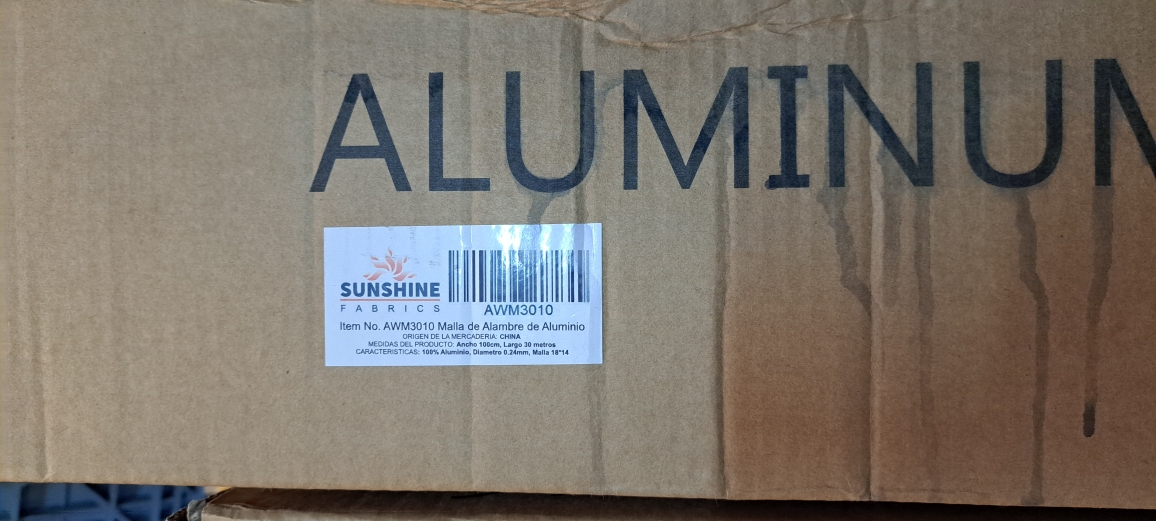 ALUMINUM
SUNSHINE
FABRICS
AWM3010
Item No. AWM3010 Malla de Alambre de Aluminio
ORIGEN DE LA MERCADERIA: CHINA
MEDIDAS DEL PRODUCTO: Ancho 100cm, Largo 30 metros
CARACTERISTICAS: 100% Aluminio, Diametro 0.24mm, Malla 18*14